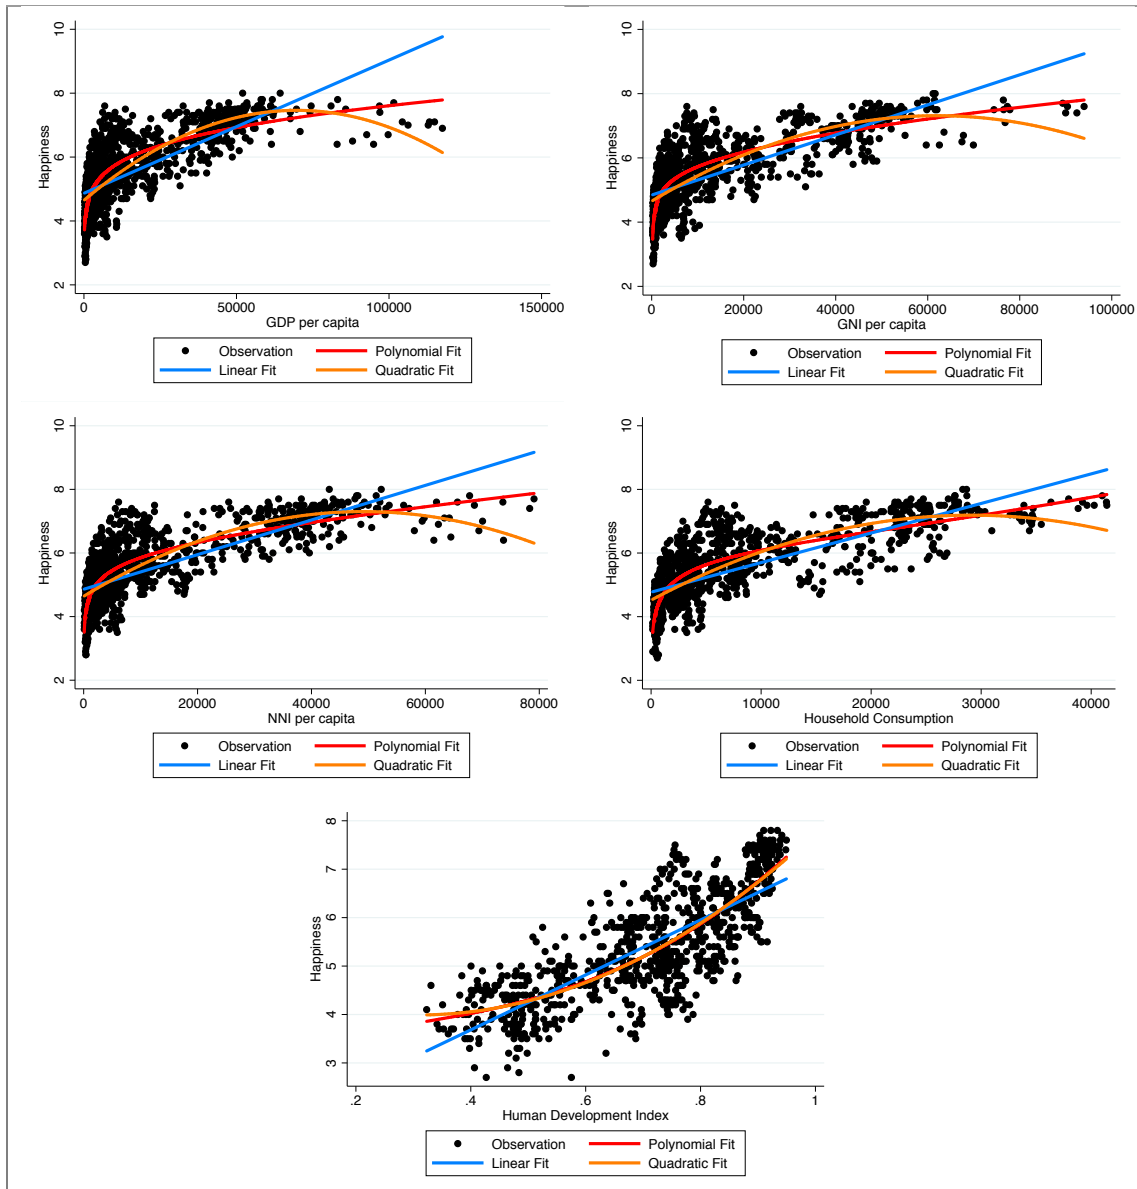 10
8
6
4
2
Happiness
0 50000 100000 150000
GDP per capita
Observation Polynomial Fit
Linear Fit Quadratic Fit
10
8
6
4
2
Happiness
0 20000 40000 60000 80000 100000
GNI per capita
Observation Polynomial Fit
Linear Fit Quadratic Fit
10
8
6
4
2
Happiness
0 20000 40000 60000 80000
NNI per capita
Observation Polynomial Fit
Linear Fit Quadratic Fit
10
8
6
4
2
Happiness
0 10000 20000 30000 40000
Household Consumption
Observation Polynomial Fit
Linear Fit Quadratic Fit
8
7
6
5
4
3
Happiness
.2 .4 .6 .8 1
Human Development Index
Observation Polynomial Fit
Linear Fit Quadratic Fit